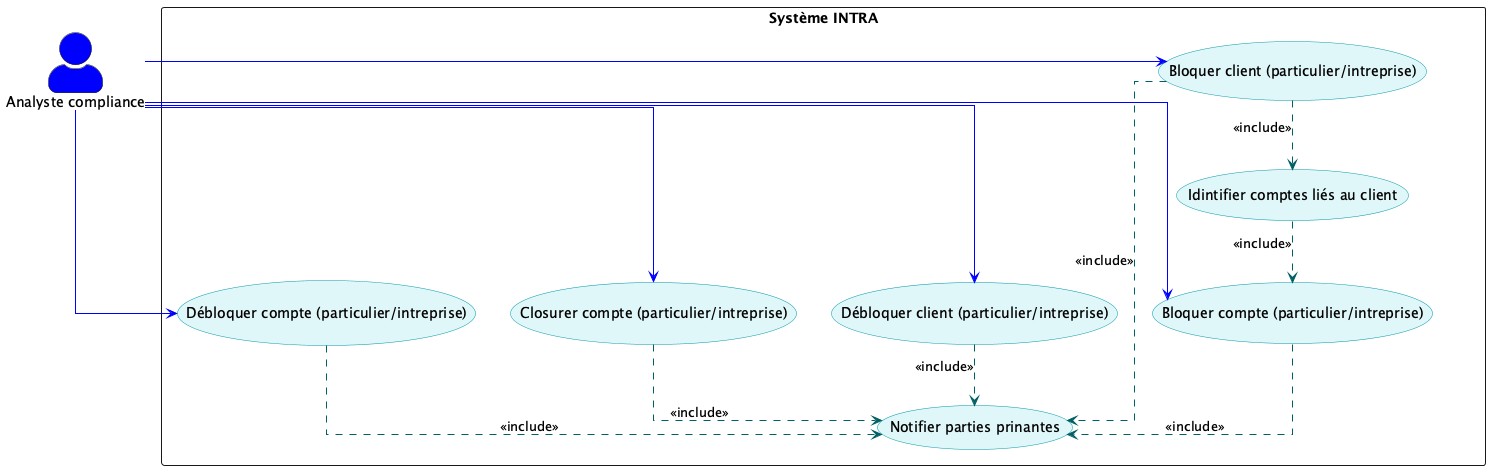 Système INTRA
Analyste compliance
Bloquer client (particulier/intreprise)
«include»
Idintifier comptes liés au client
«include»
«include»
Débloquer compte (particulier/intreprise)
Closurer compte (particulier/intreprise)
Débloquer client (particulier/intreprise)
Bloquer compte (particulier/intreprise)
«include»
«include»
«include»
«include»
Notifier parties prinantes